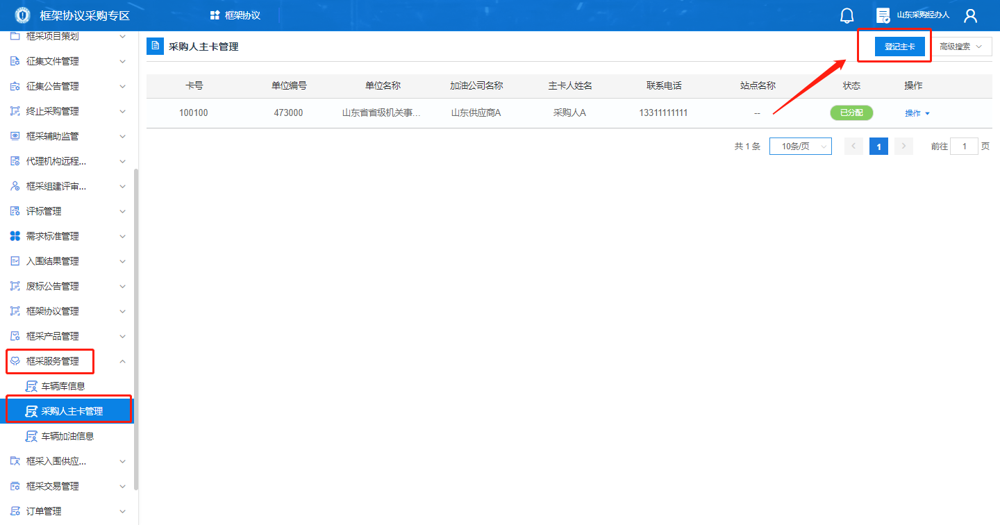 框架协议采购专区
框架协议
山东采购经办人
框采项目策划
征集文件管理
征集公告管理
终止采购管理
框采辅助监管
代理机构远程...
框采组建评审...
评标管理
需求标准管理
入围结果管理
废标公告管理
框架协议管理
框采产品管理
框采服务管理
车辆库信息
采购人主卡管理
车辆加油信息
框采入围供应...
框采交易管理
订单管理
采购人主卡管理
登记主卡
高级搜索
卡号 单位编号 单位名称 加油公司名称 主卡人姓名 联系电话 站点名称 状态 操作
100100 473000 山东省省级机关事... 山东供应商A 采购人A 13311111111 -- 已分配 操作
共 1 条 10条/页 1 前往 1 页